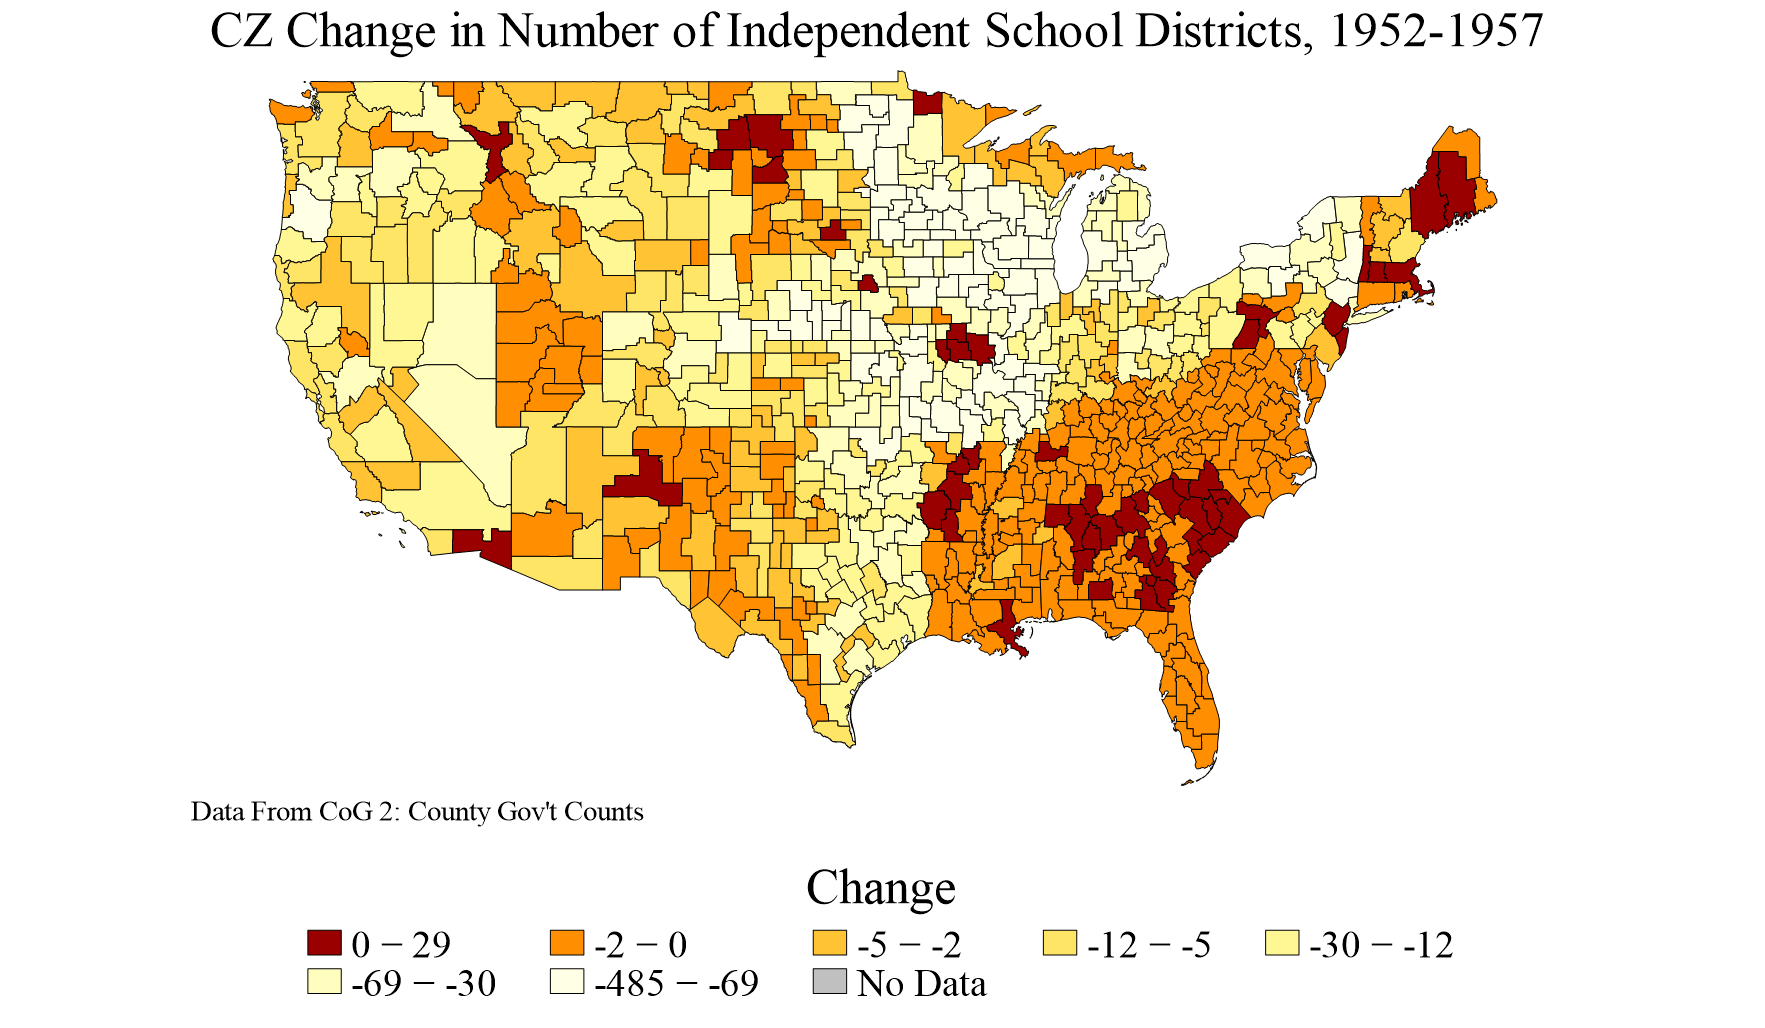 CZ Change in Number of Independent School Districts, 1952-1957
Data From CoG 2: County Gov't Counts
Change
0 – 29 -2 – 0 -5 – -2 -12 – -5 -30 – -12
-69 – -30 -485 – -69 No Data